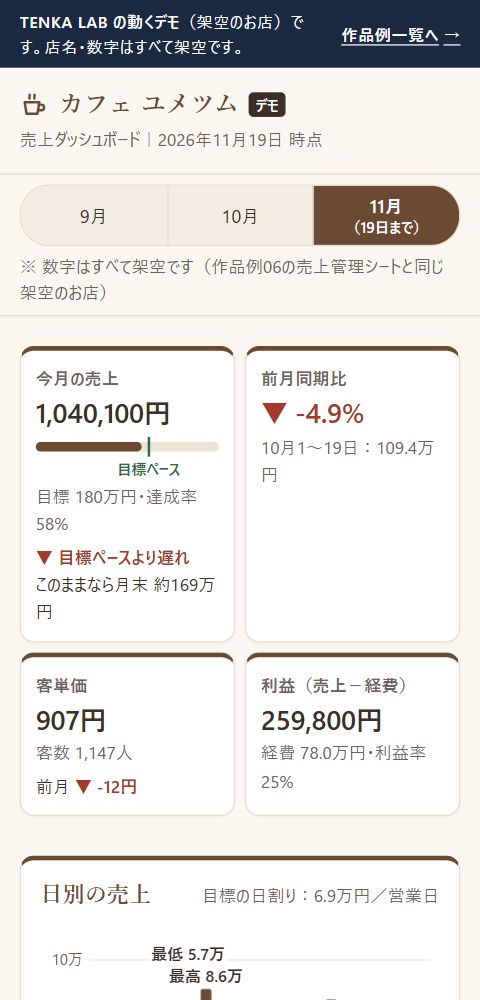 TENKA LAB の動くデモ（架空のお店）で
す。店名・数字はすべて架空です。
作品例一覧へ →
カフェ ユメツム デモ
売上ダッシュボード｜2026年11月19日 時点
9月
10月
11月
（19日まで）
※ 数字はすべて架空です（作品例06の売上管理シートと同じ
架空のお店）
今月の売上
1,040,100円
目標ペース
目標 180万円・達成率
58%
▼ 目標ペースより遅れ
このままなら月末 約169万
円
前月同期比
▼ -4.9%
10月1〜19日：109.4万
円
客単価
907円
客数 1,147人
前月 ▼ -12円
利益（売上－経費）
259,800円
経費 78.0万円・利益率
25%
日別の売上
目標の日割り：6.9万円／営業日
10万
最低 5.7万
最高 8.6万